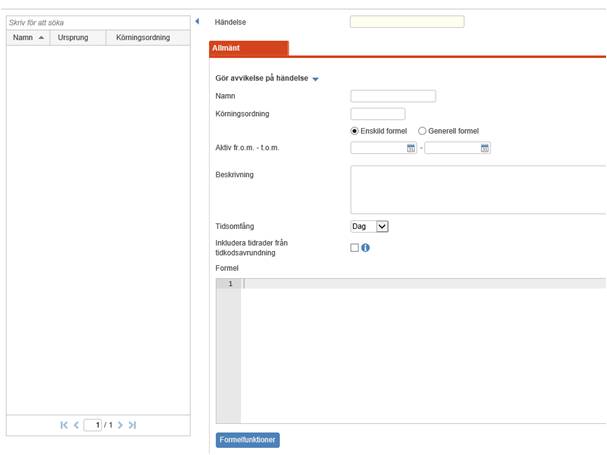 Skriv för att söka
Namn Ursprung Körningsordning
1 / 1
Händelse
Allmänt
Gör avvikelse på händelse
Namn
Körningsordning
Enskild formel Generell formel
Aktiv fr.o.m. - t.o.m. -
Beskrivning
Tidsomfång Dag
Inkludera tidrader från
tidkodsavrundning
Formel
1
Formelfunktioner